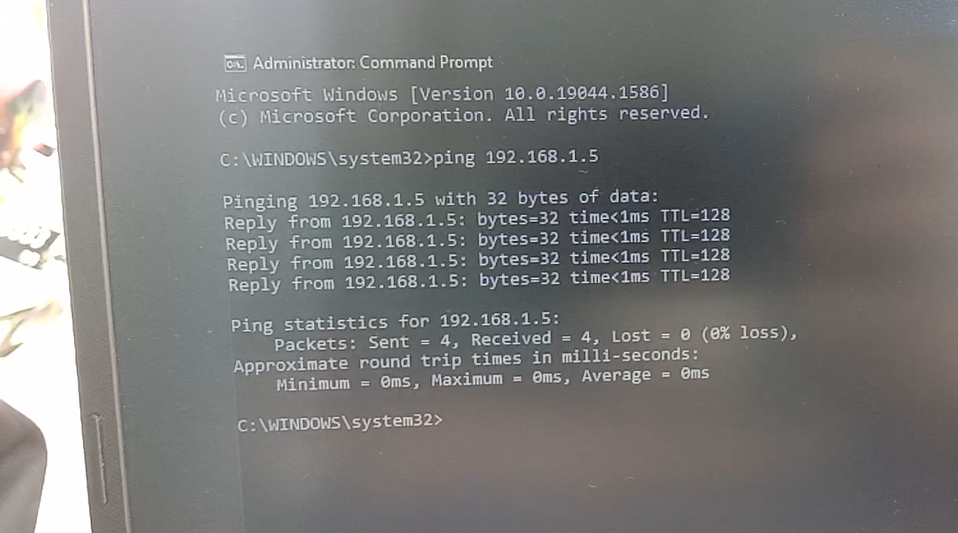 Administrator: Command Prompt
Microsoft Windows [Version 10.0.19044.1586]
(c) Microsoft Corporation. All rights reserved.
C:\WINDOWS\system32>ping 192.168.1.5
Pinging 192.168.1.5 with 32 bytes of data:
Reply from 192.168.1.5: bytes=32 time<1ms TTL=128
Reply from 192.168.1.5: bytes=32 time<1ms TTL=128
Reply from 192.168.1.5: bytes=32 time<1ms TTL=128
Reply from 192.168.1.5: bytes=32 time<1ms TTL=128
Ping statistics for 192.168.1.5:
Packets: Sent = 4, Received = 4, Lost = 0 (0% loss),
Approximate round trip times in milli-seconds:
Minimum = 0ms, Maximum = 0ms, Average = 0ms
C:\WINDOWS\system32>